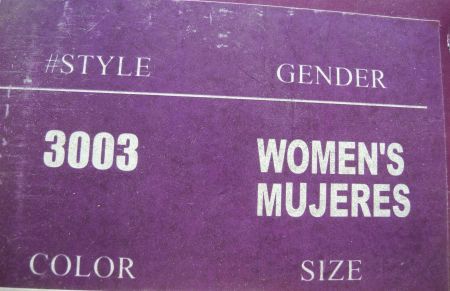 #STYLE GENDER
3003 WOMEN'S
MUJERES
COLOR SIZE